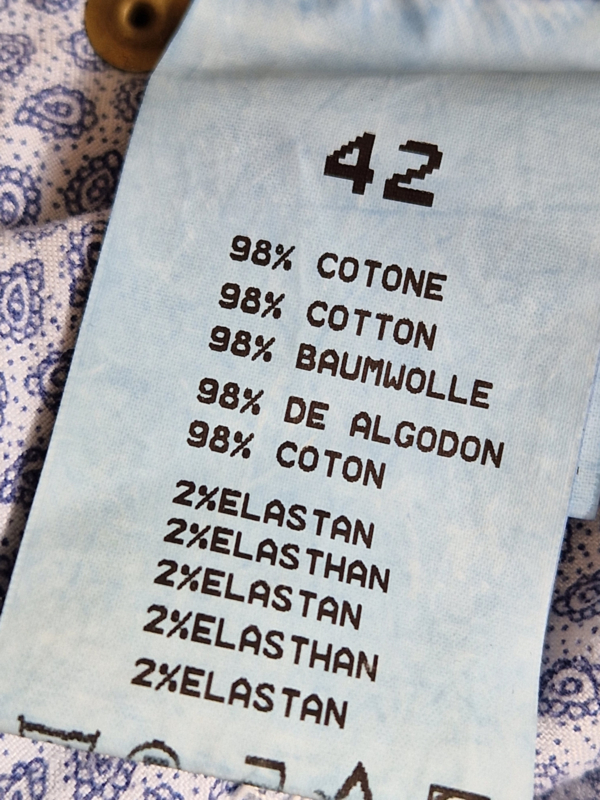 42
98% COTONE
98% COTTON
98% BAUMWOLLE
98% DE ALGODON
98% COTON
2%ELASTAN
2%ELASTHAN
2%ELASTAN
2%ELASTHAN
2%ELASTAN